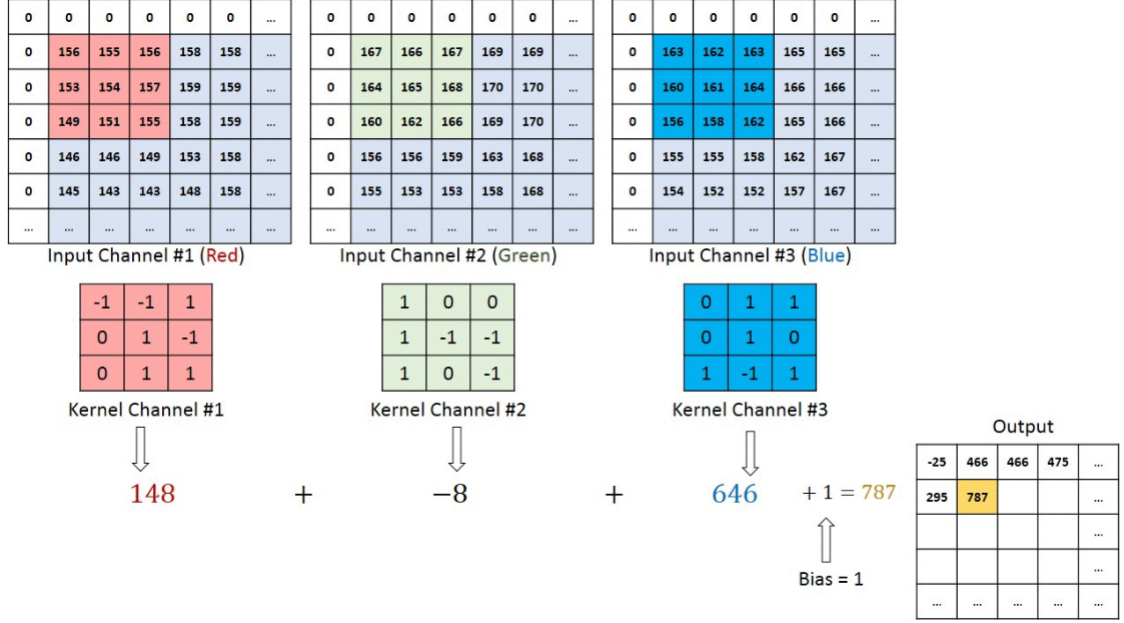 0 0 0 0 0 0 ...
0 156 155 156 158 158 ...
0 153 154 157 159 159 ...
0 149 151 155 158 159 ...
0 146 146 149 153 158 ...
0 145 143 143 148 158 ...
... ... ... ... ... ... ...
Input Channel #1 (Red)
0 0 0 0 0 0 ...
0 167 166 167 169 169 ...
0 164 165 168 170 170 ...
0 160 162 166 169 170 ...
0 156 156 159 163 168 ...
0 155 153 153 158 168 ...
... ... ... ... ... ... ...
Input Channel #2 (Green)
0 0 0 0 0 0 ...
0 163 162 163 165 165 ...
0 160 161 164 166 166 ...
0 156 158 162 165 166 ...
0 155 155 158 162 167 ...
0 154 152 152 157 167 ...
... ... ... ... ... ... ...
Input Channel #3 (Blue)
-1 -1 1
0 1 -1
0 1 1
Kernel Channel #1
1 0 0
1 -1 -1
1 0 -1
Kernel Channel #2
0 1 1
0 1 0
1 -1 1
Kernel Channel #3
148 + −8 + 646 + 1 = 787
Bias = 1
Output
-25 466 466 475 ...
295 787 ...
...
...
... ... ... ... ...